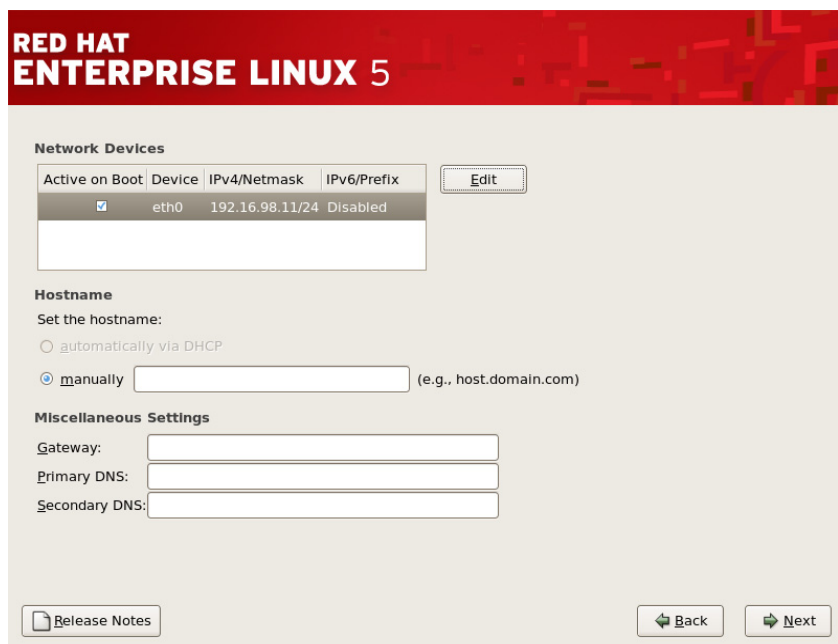 RED HAT
ENTERPRISE LINUX 5
Network Devices
Active on Boot Device IPv4/Netmask IPv6/Prefix
eth0 192.16.98.11/24 Disabled
Edit
Hostname
Set the hostname:
automatically via DHCP
manually (e.g., host.domain.com)
Miscellaneous Settings
Gateway:
Primary DNS:
Secondary DNS:
Release Notes Back Next